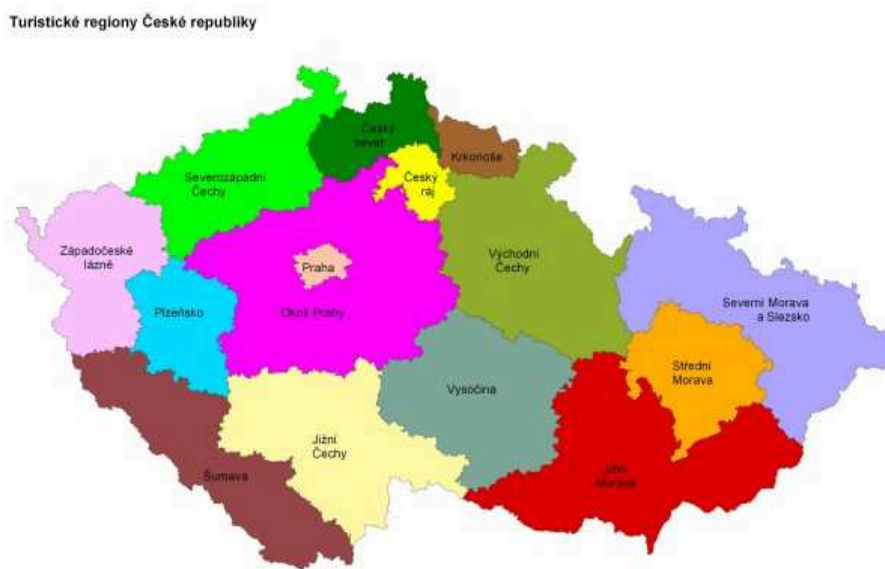 Turistické regiony České republiky
Český
sever
Krkonoše
Severozápadní
Čechy
Český
ráj
Západočeské
lázně
Praha
Východní
Čechy
Plzeňsko
Okolí Prahy
Severní Morava
a Slezsko
Střední
Morava
Vysočina
Jižní
Čechy
Šumava
Jižní
Morava